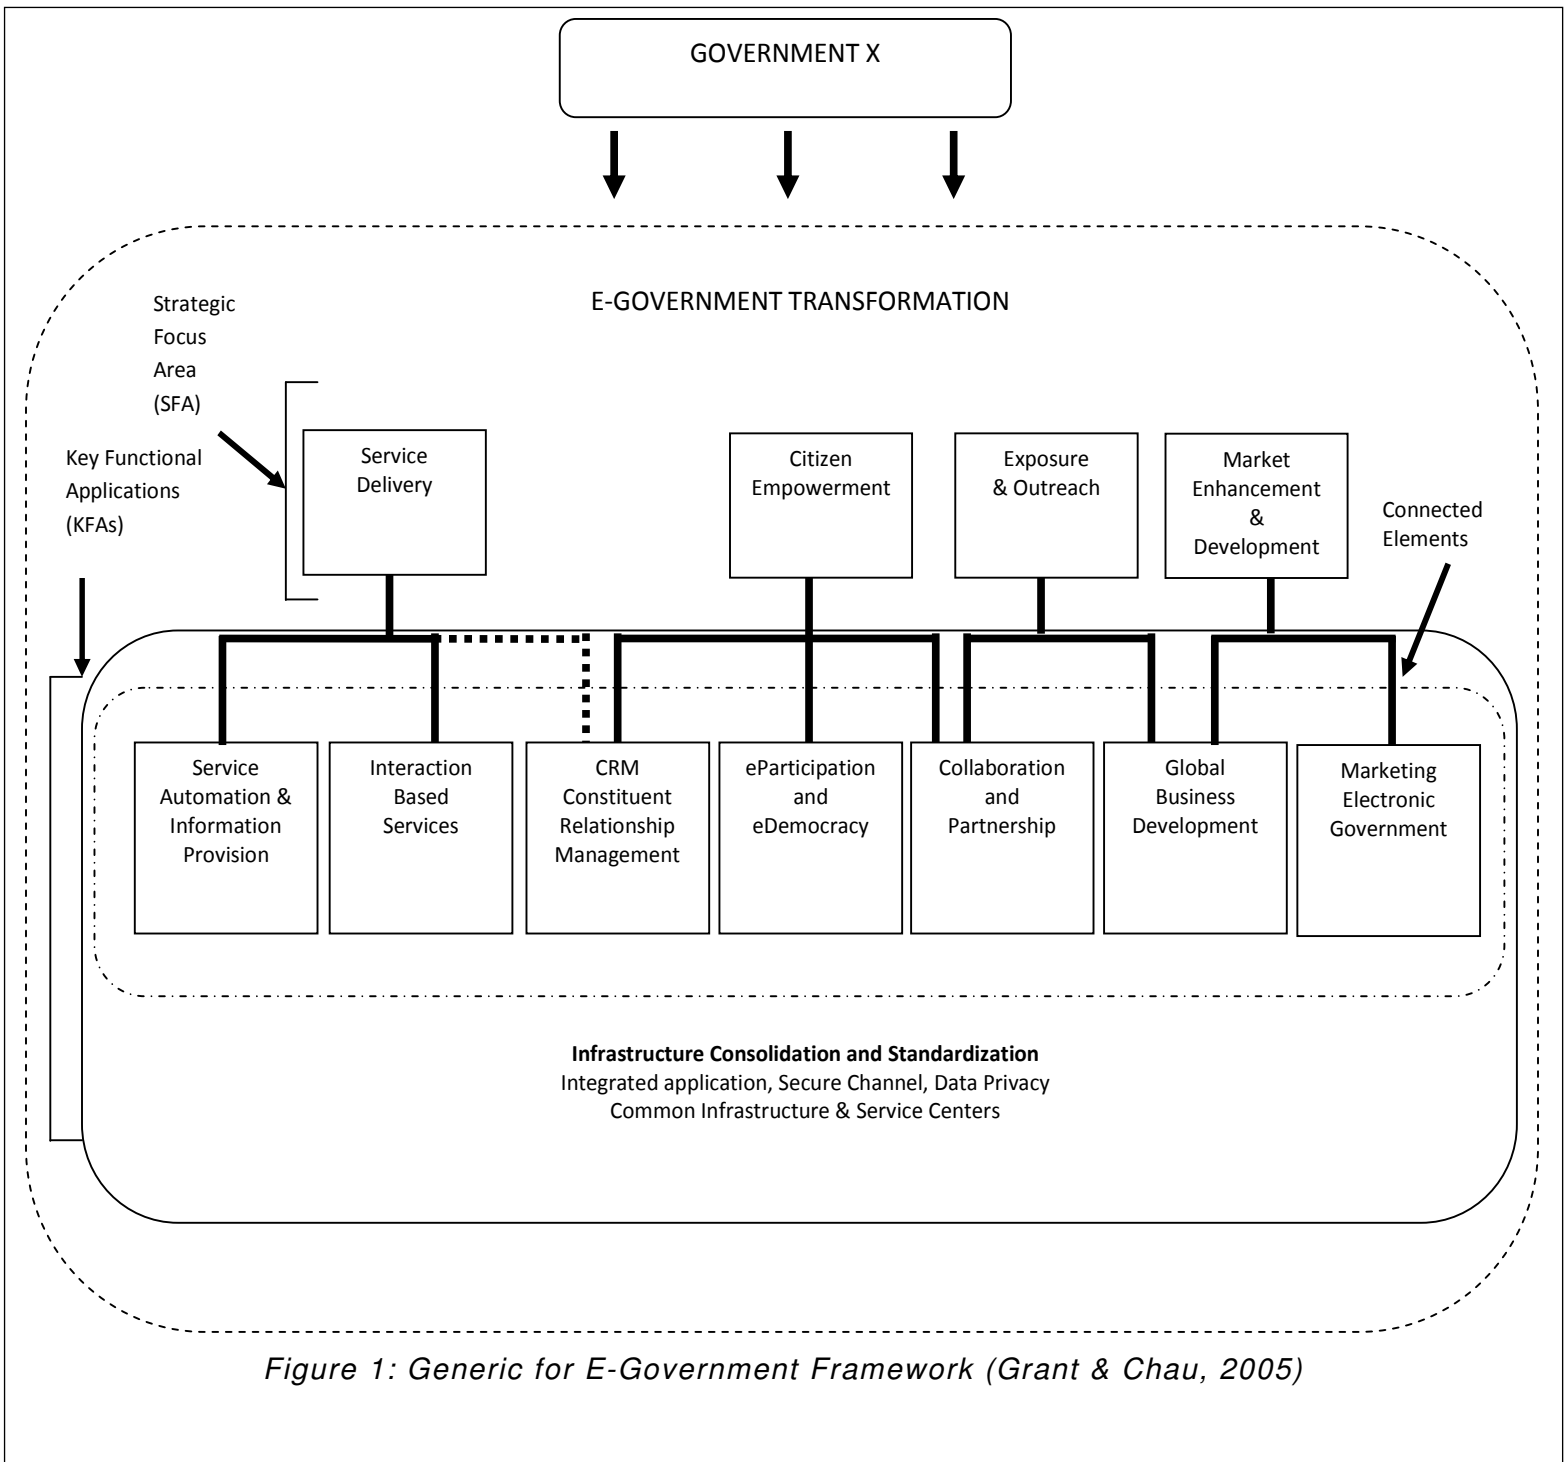 GOVERNMENT X
E-GOVERNMENT TRANSFORMATION
Strategic
Focus
Area
(SFA)
Key Functional
Applications
(KFAs)
Service
Delivery
Citizen
Empowerment
Exposure
& Outreach
Market
Enhancement
&
Development
Connected
Elements
Service
Automation &
Information
Provision
Interaction
Based
Services
CRM
Constituent
Relationship
Management
eParticipation
and
eDemocracy
Collaboration
and
Partnership
Global
Business
Development
Marketing
Electronic
Government
Infrastructure Consolidation and Standardization
Integrated application, Secure Channel, Data Privacy
Common Infrastructure & Service Centers
Figure 1: Generic for E-Government Framework (Grant & Chau, 2005)